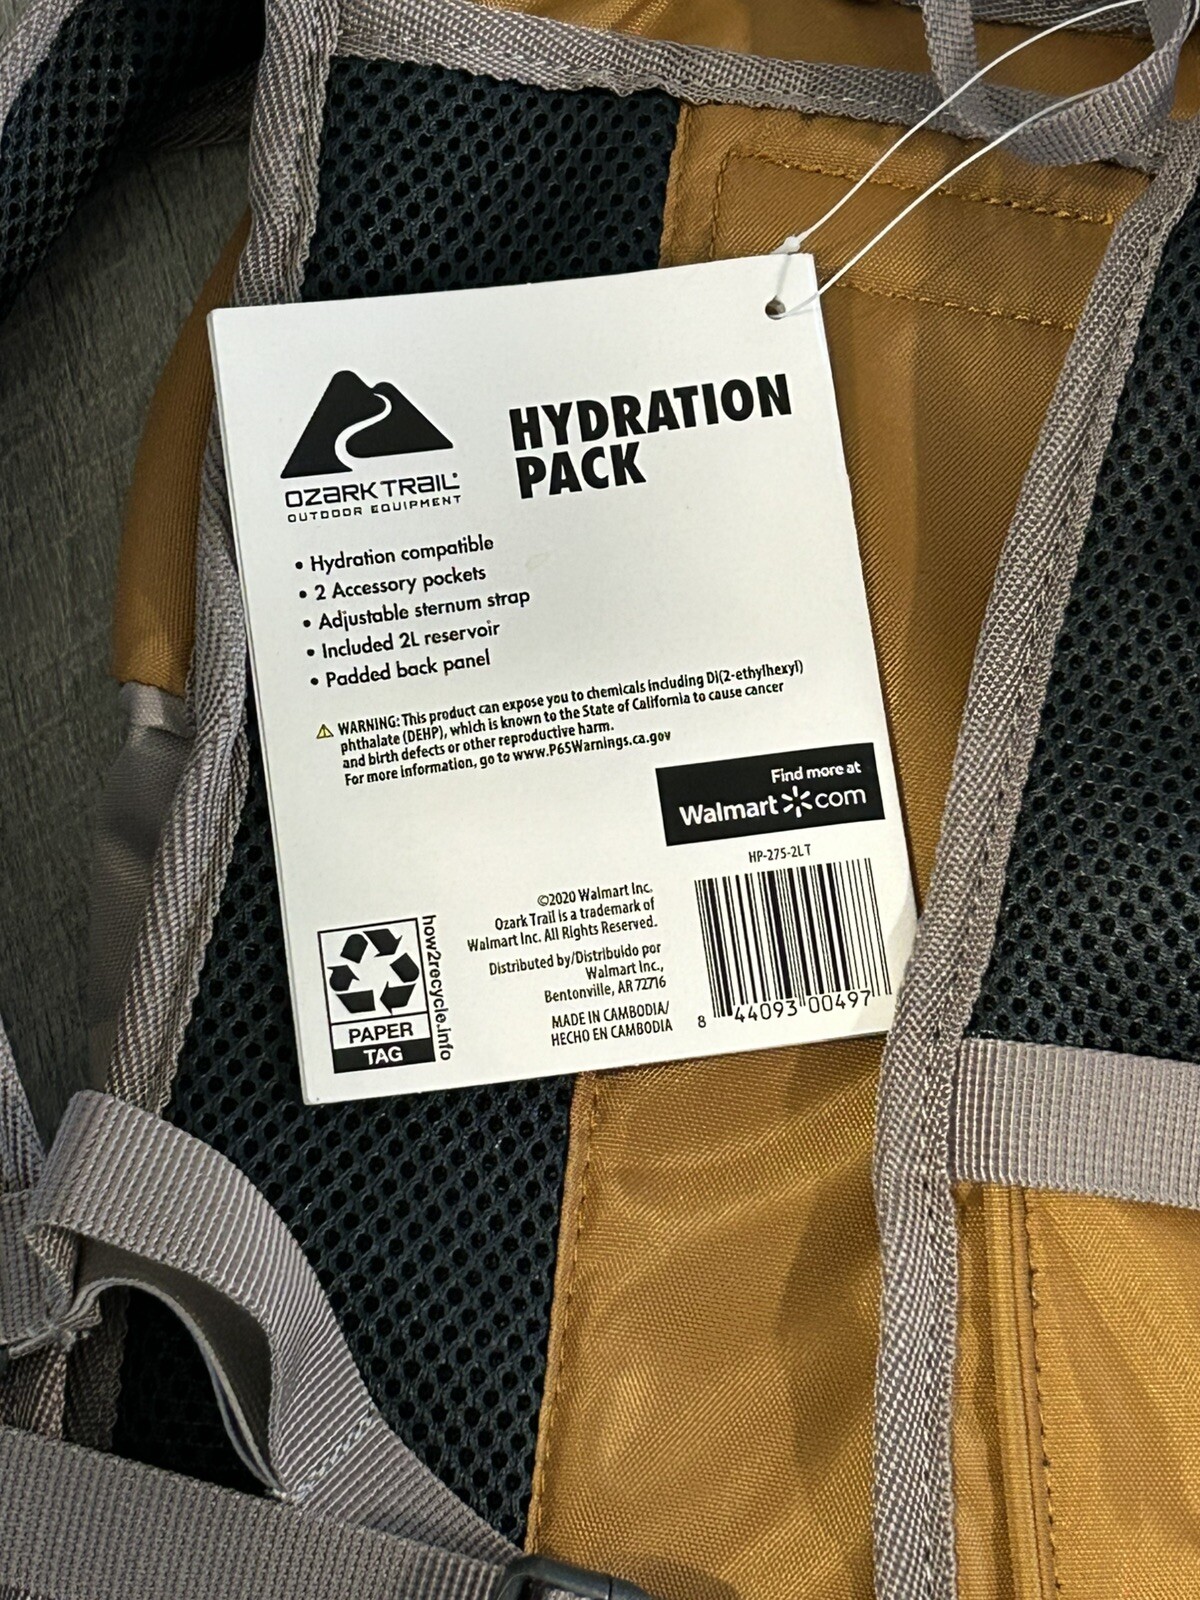 OZARK TRAIL
OUTDOOR EQUIPMENT
HYDRATION
PACK
• Hydration compatible
• 2 Accessory pockets
• Adjustable sternum strap
• Included 2L reservoir
• Padded back panel
WARNING: This product can expose you to chemicals including Di(2-ethylhexyl)
phthalate (DEHP), which is known to the State of California to cause cancer
and birth defects or other reproductive harm.
For more information, go to www.P65Warnings.ca.gov
Find more at
Walmart com
HP-275-2LT
8 44093 00497
©2020 Walmart Inc.
Ozark Trail is a trademark of
Walmart Inc. All Rights Reserved.
Distributed by/Distribuido por
Walmart Inc.,
Bentonville, AR 72716
MADE IN CAMBODIA/
HECHO EN CAMBODIA
PAPER
TAG
how2recycle.info